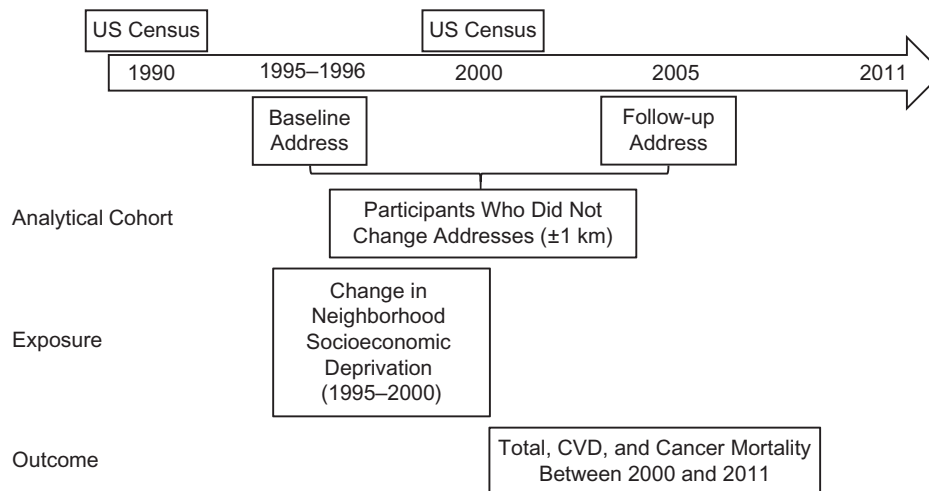 US Census
US Census
1990
1995–1996
2000
2005
2011
Baseline
Address
Follow-up
Address
Analytical Cohort
Participants Who Did Not
Change Addresses (±1 km)
Exposure
Change in
Neighborhood
Socioeconomic
Deprivation
(1995–2000)
Outcome
Total, CVD, and Cancer Mortality
Between 2000 and 2011